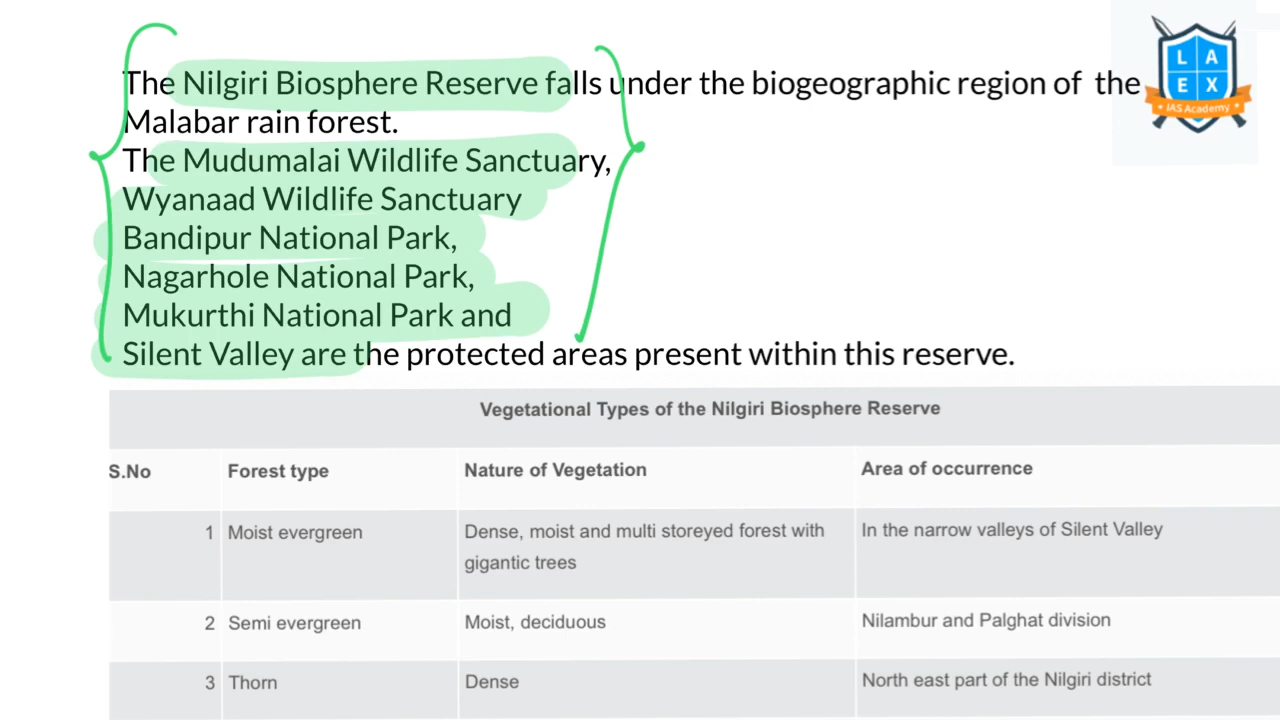 The Nilgiri Biosphere Reserve falls under the biogeographic region of the
Malabar rain forest.
The Mudumalai Wildlife Sanctuary,
Wyanaad Wildlife Sanctuary
Bandipur National Park,
Nagarhole National Park,
Mukurthi National Park and
Silent Valley are the protected areas present within this reserve.
L A
E X
IAS Academy
Vegetational Types of the Nilgiri Biosphere Reserve
S.No Forest type Nature of Vegetation Area of occurrence
1 Moist evergreen Dense, moist and multi storeyed forest with In the narrow valleys of Silent Valley
gigantic trees
2 Semi evergreen Moist, deciduous Nilambur and Palghat division
3 Thorn Dense North east part of the Nilgiri district